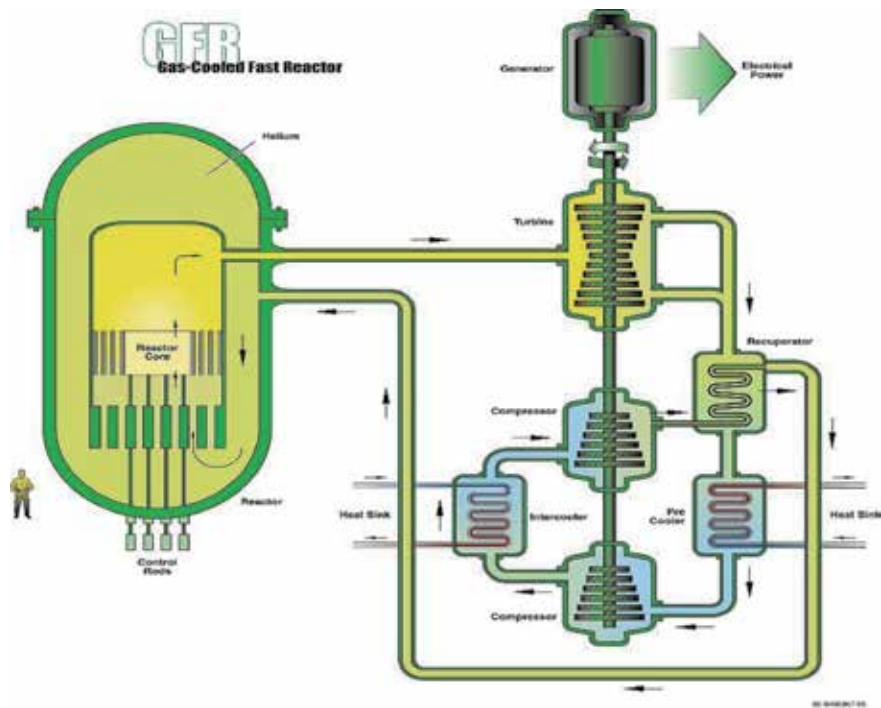 GFR
Gas-Cooled Fast Reactor
Generator
Electrical
Power
Helium
Turbine
Reactor
Core
Recuperator
Compressor
Reactor
Heat Sink
Intercooler
Pre
Cooler
Heat Sink
Control
Rods
Compressor